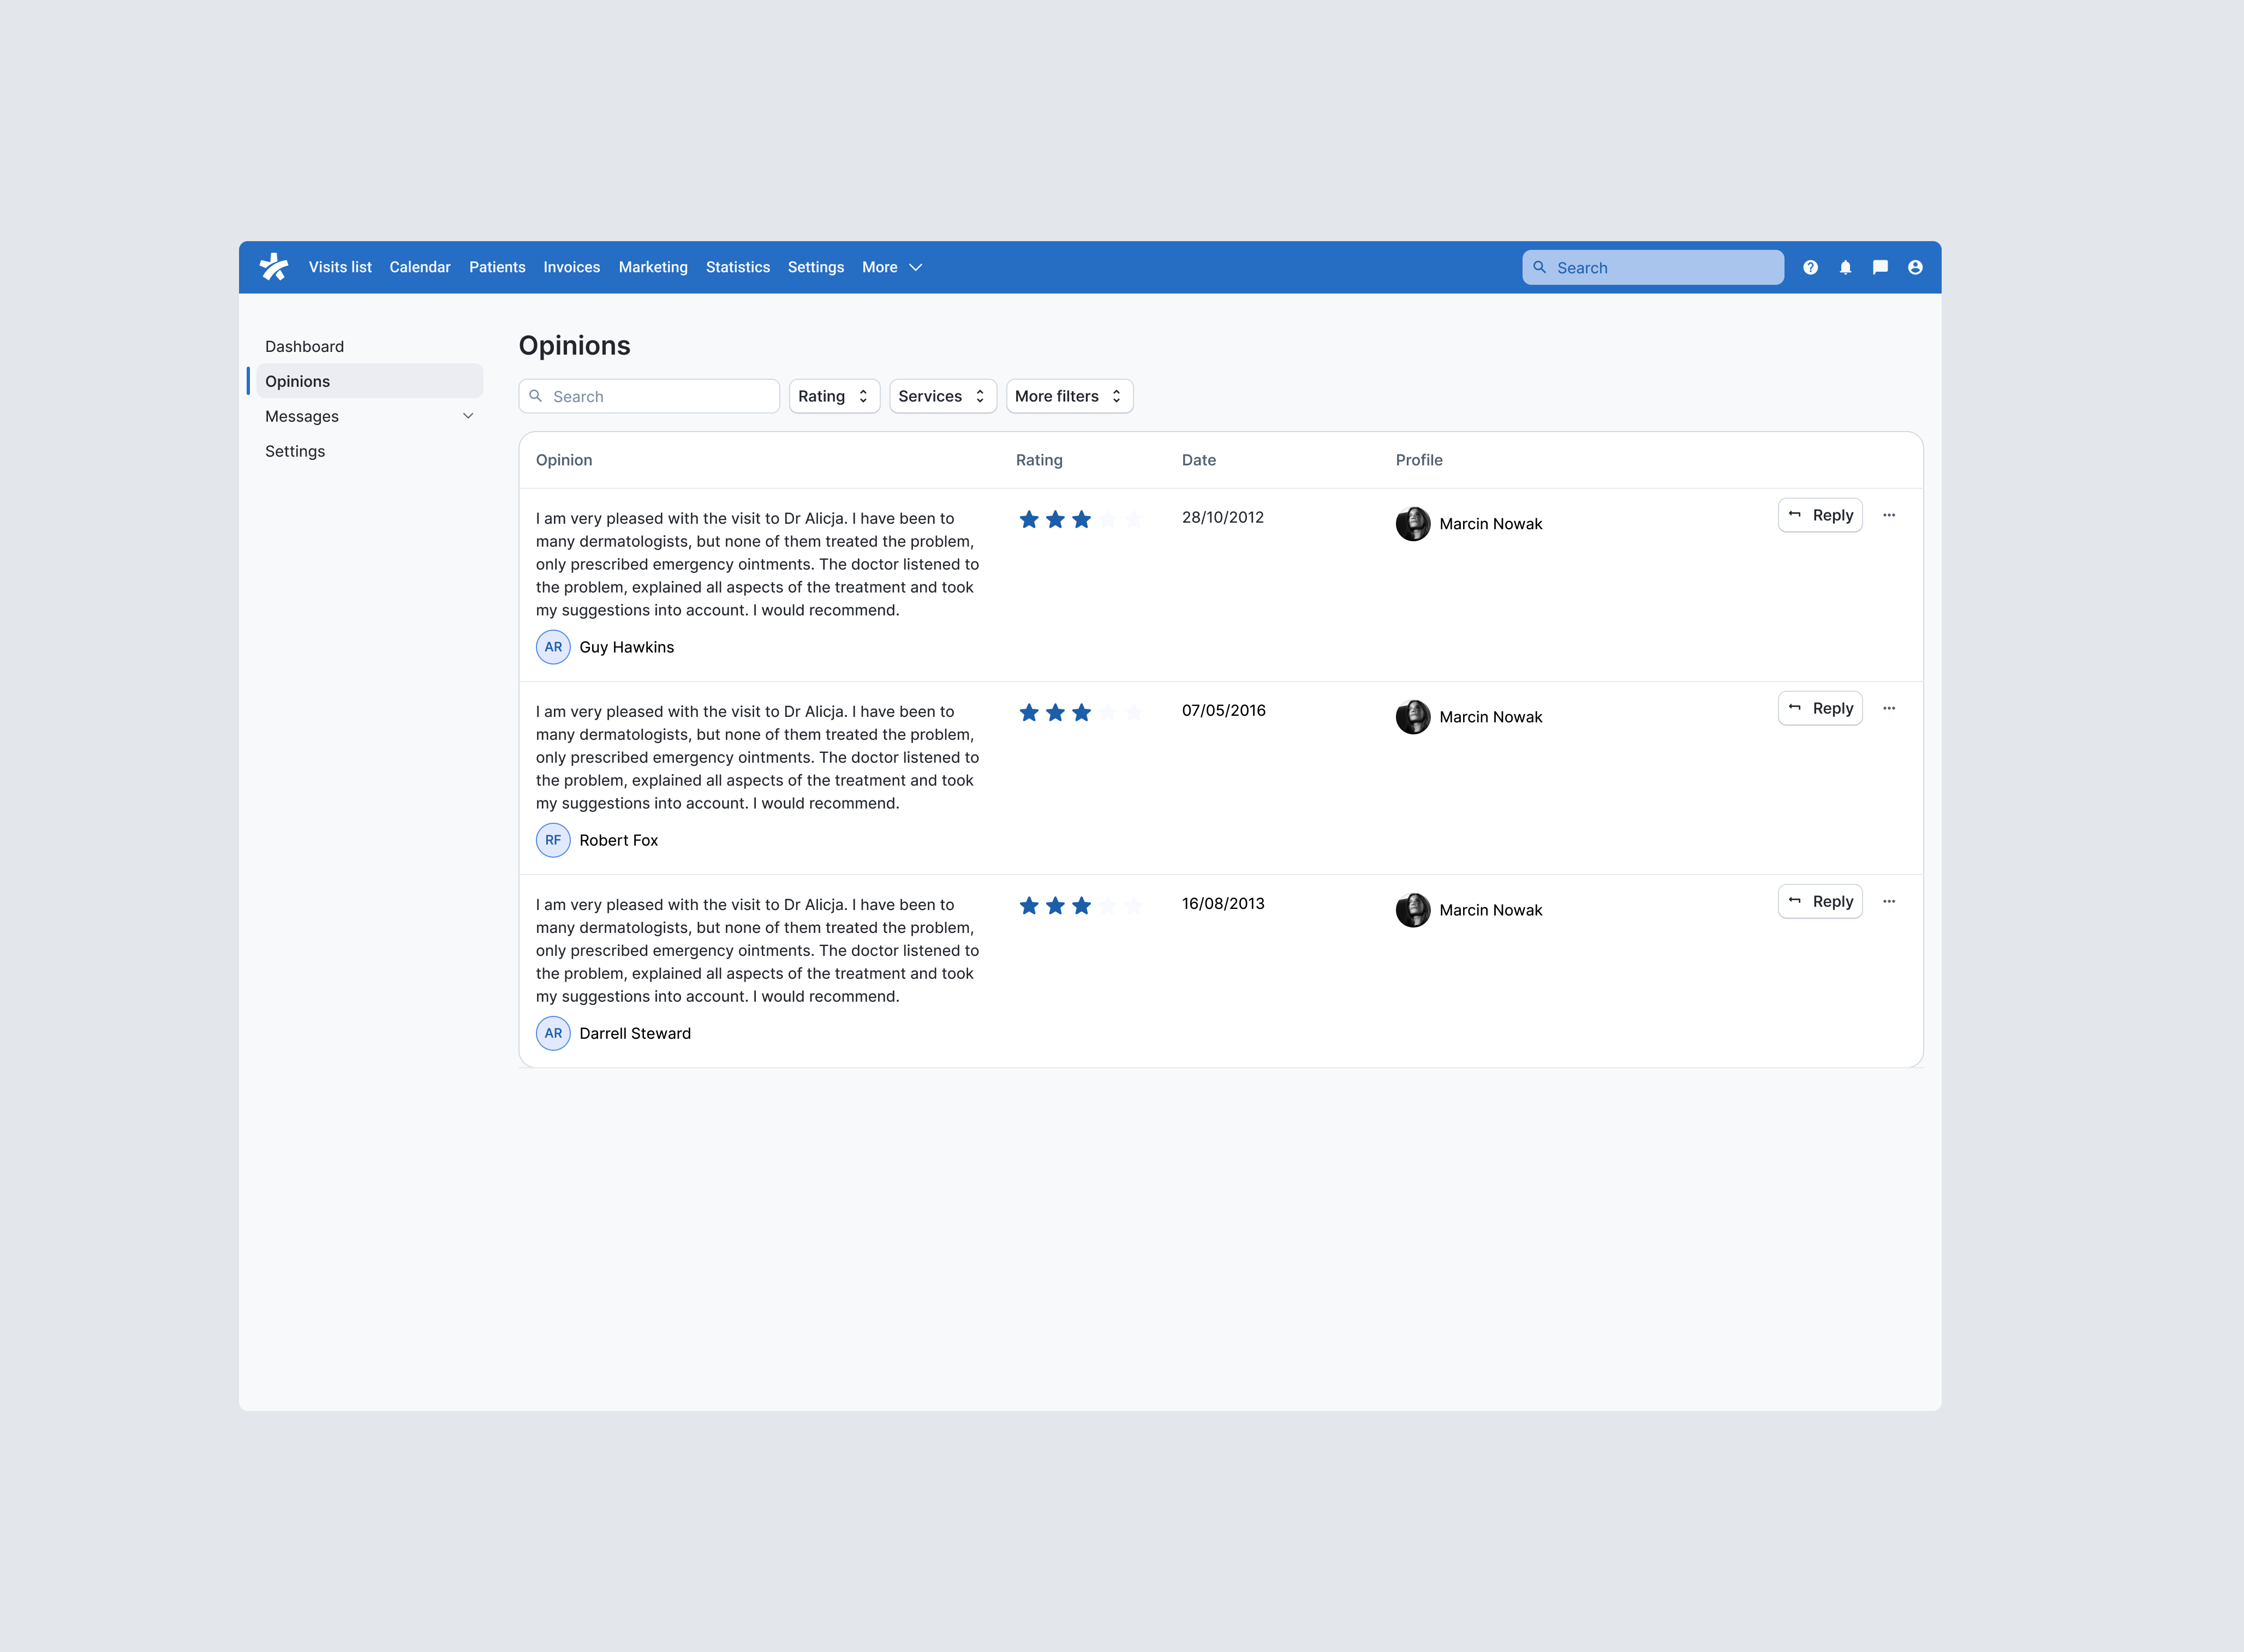 Visits list Calendar Patients Invoices Marketing Statistics Settings More Search
Dashboard
Opinions
Messages
Settings
Opinions
Search Rating Services More filters
Opinion Rating Date Profile
I am very pleased with the visit to Dr Alicja. I have been to
many dermatologists, but none of them treated the problem,
only prescribed emergency ointments. The doctor listened to
the problem, explained all aspects of the treatment and took
my suggestions into account. I would recommend.
AR Guy Hawkins
28/10/2012
Marcin Nowak
Reply
I am very pleased with the visit to Dr Alicja. I have been to
many dermatologists, but none of them treated the problem,
only prescribed emergency ointments. The doctor listened to
the problem, explained all aspects of the treatment and took
my suggestions into account. I would recommend.
RF Robert Fox
07/05/2016
Marcin Nowak
Reply
I am very pleased with the visit to Dr Alicja. I have been to
many dermatologists, but none of them treated the problem,
only prescribed emergency ointments. The doctor listened to
the problem, explained all aspects of the treatment and took
my suggestions into account. I would recommend.
AR Darrell Steward
16/08/2013
Marcin Nowak
Reply